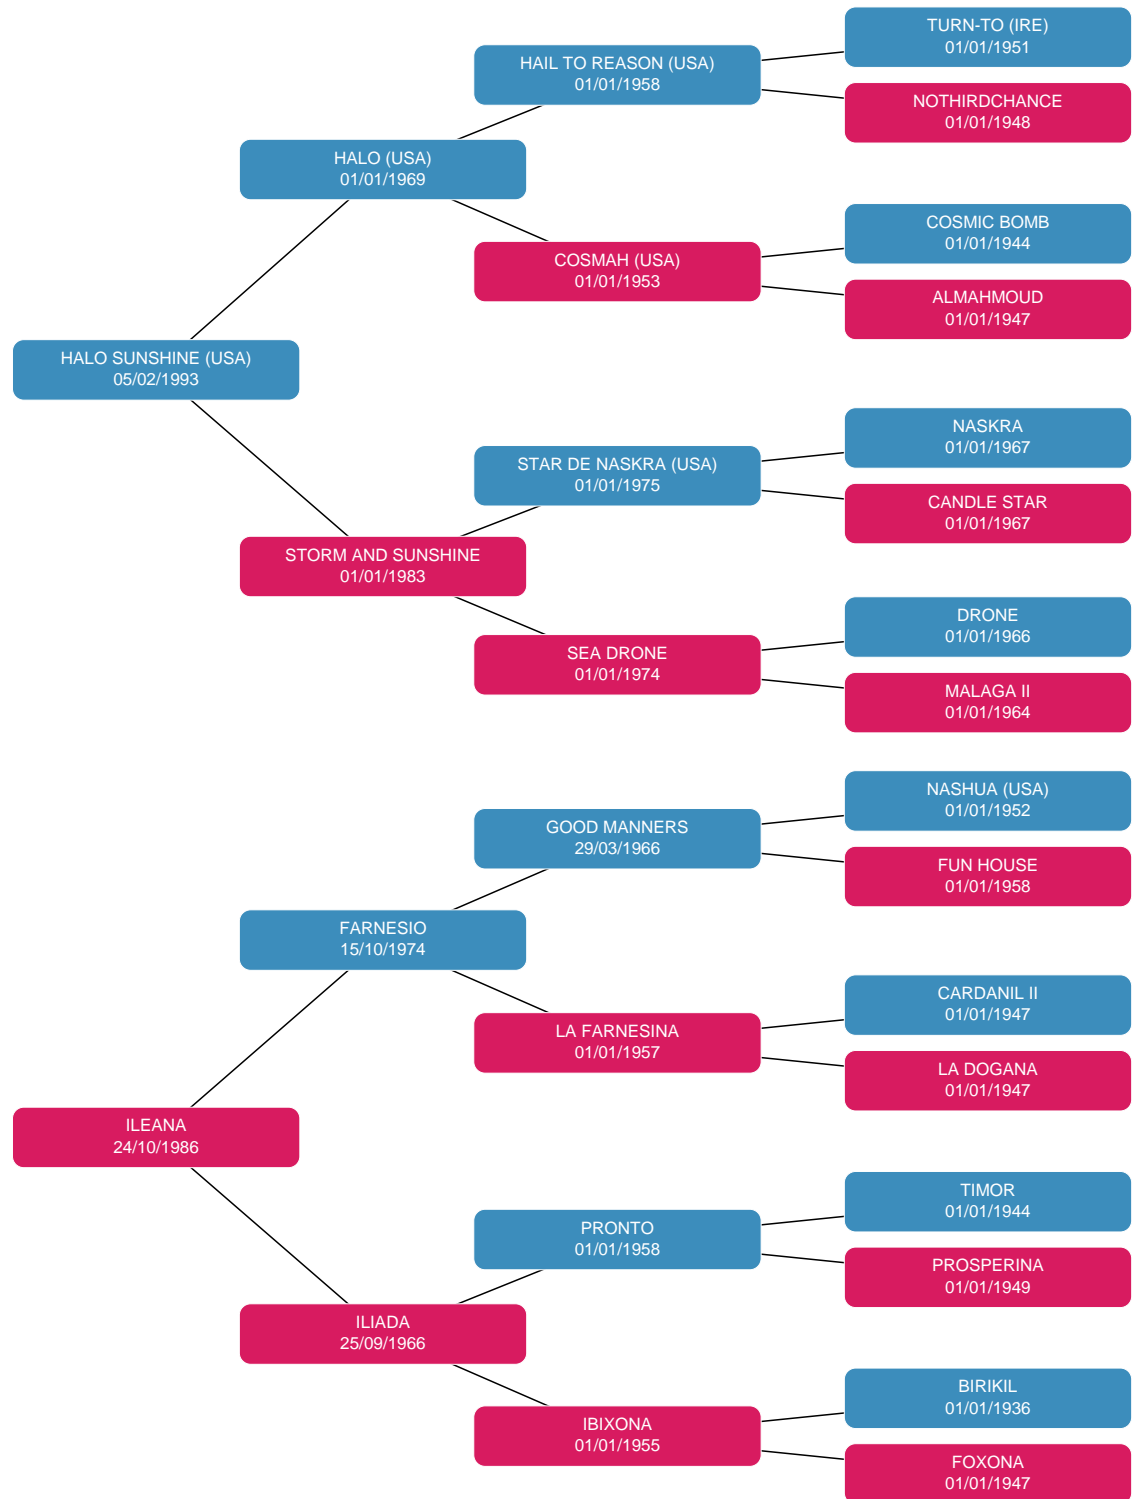 TURN-TO (IRE)
01/01/1951
HAIL TO REASON (USA)
01/01/1958
NOTHIRDCHANCE
01/01/1948
HALO (USA)
01/01/1969
COSMIC BOMB
01/01/1944
COSMAH (USA)
01/01/1953
ALMAHMOUD
01/01/1947
HALO SUNSHINE (USA)
05/02/1993
NASKRA
01/01/1967
STAR DE NASKRA (USA)
01/01/1975
CANDLE STAR
01/01/1967
STORM AND SUNSHINE
01/01/1983
DRONE
01/01/1966
SEA DRONE
01/01/1974
MALAGA II
01/01/1964
NASHUA (USA)
01/01/1952
GOOD MANNERS
29/03/1966
FUN HOUSE
01/01/1958
FARNESIO
15/10/1974
CARDANIL II
01/01/1947
LA FARNESINA
01/01/1957
LA DOGANA
01/01/1947
ILEANA
24/10/1986
TIMOR
01/01/1944
PRONTO
01/01/1958
PROSPERINA
01/01/1949
ILIADA
25/09/1966
BIRIKIL
01/01/1936
IBIXONA
01/01/1955
FOXONA
01/01/1947